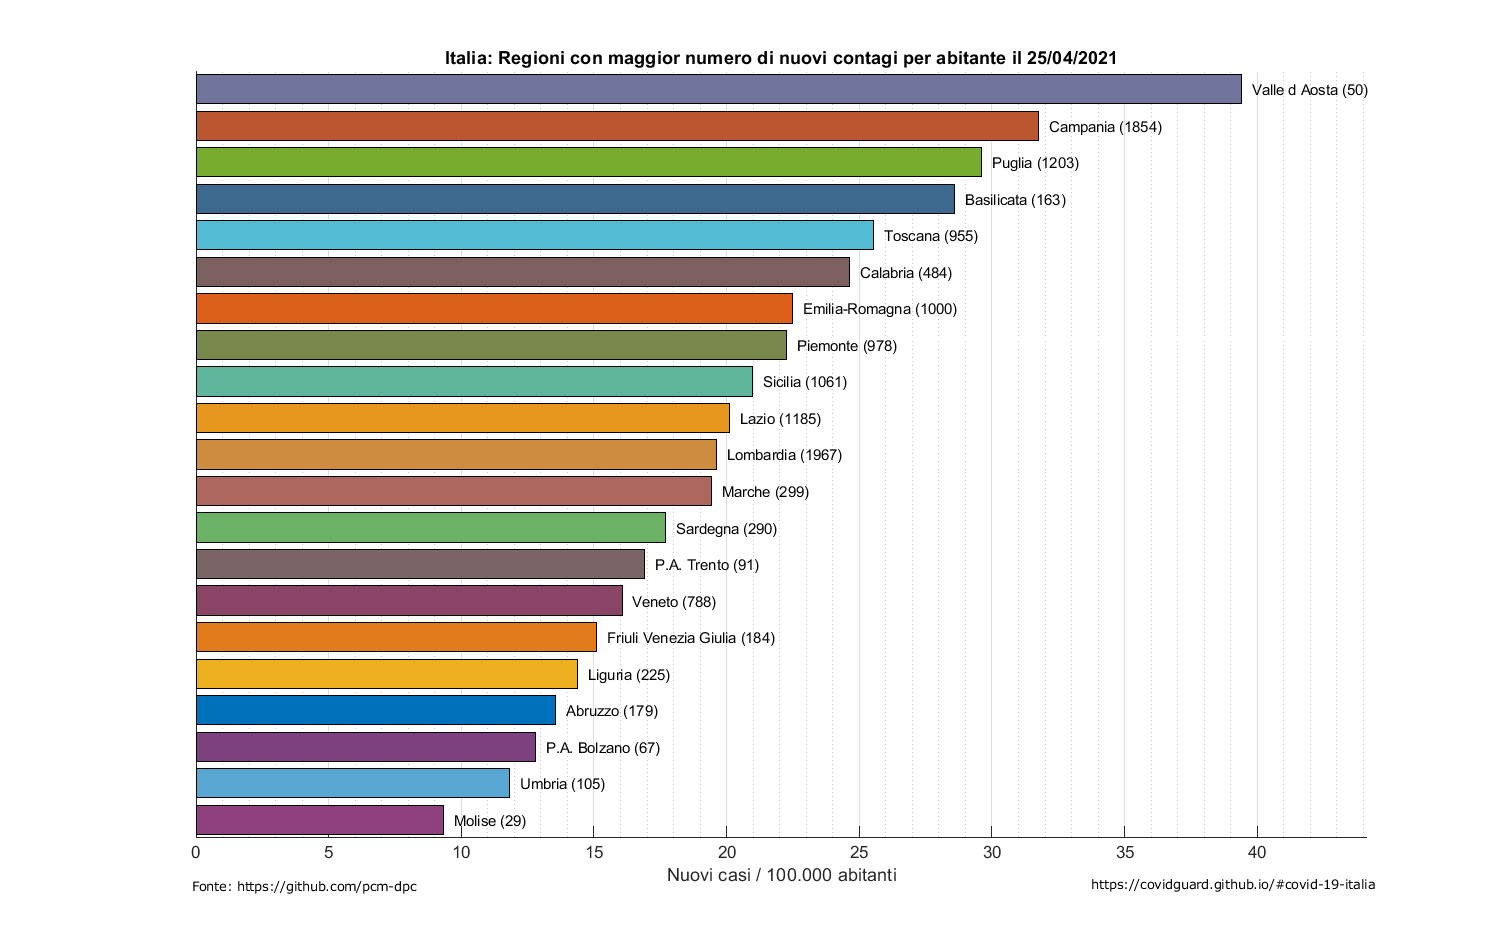 Italia: Regioni con maggior numero di nuovi contagi per abitante il 25/04/2021
Valle d Aosta (50)
Campania (1854)
Puglia (1203)
Basilicata (163)
Toscana (955)
Calabria (484)
Emilia-Romagna (1000)
Piemonte (978)
Sicilia (1061)
Lazio (1185)
Lombardia (1967)
Marche (299)
Sardegna (290)
P.A. Trento (91)
Veneto (788)
Friuli Venezia Giulia (184)
Liguria (225)
Abruzzo (179)
P.A. Bolzano (67)
Umbria (105)
Molise (29)
0 5 10 15 20 25 30 35 40
Nuovi casi / 100.000 abitanti
Fonte: https://github.com/pcm-dpc
https://covidguard.github.io/#covid-19-italia